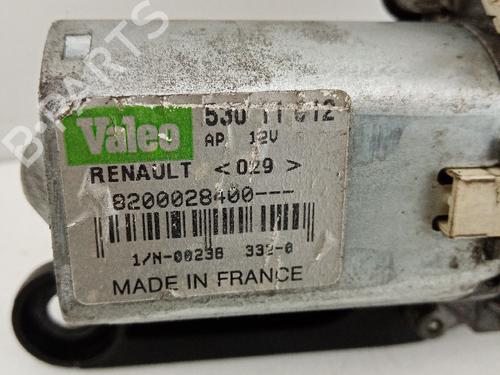 Valeo
530 11 012
AP 12V
RENAULT <029>
8200028400---
1/N-00238 332-0
MADE IN FRANCE
B-PARTS